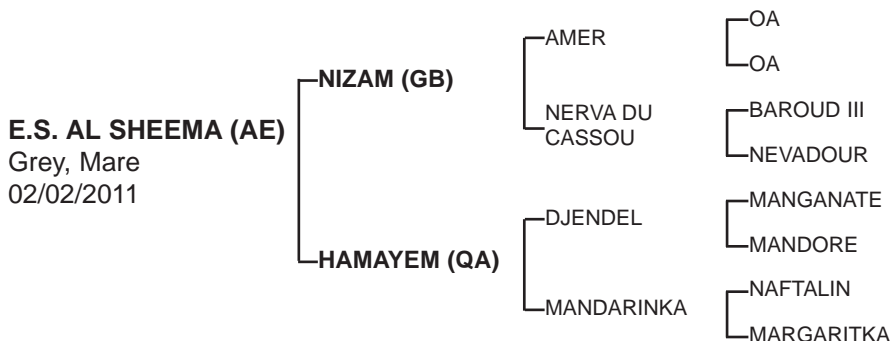 E.S. AL SHEEMA (AE)
Grey, Mare
02/02/2011
NIZAM (GB)
HAMAYEM (QA)
AMER
NERVA DU
CASSOU
DJENDEL
MANDARINKA
OA
OA
BAROUD III
NEVADOUR
MANGANATE
MANDORE
NAFTALIN
MARGARITKA